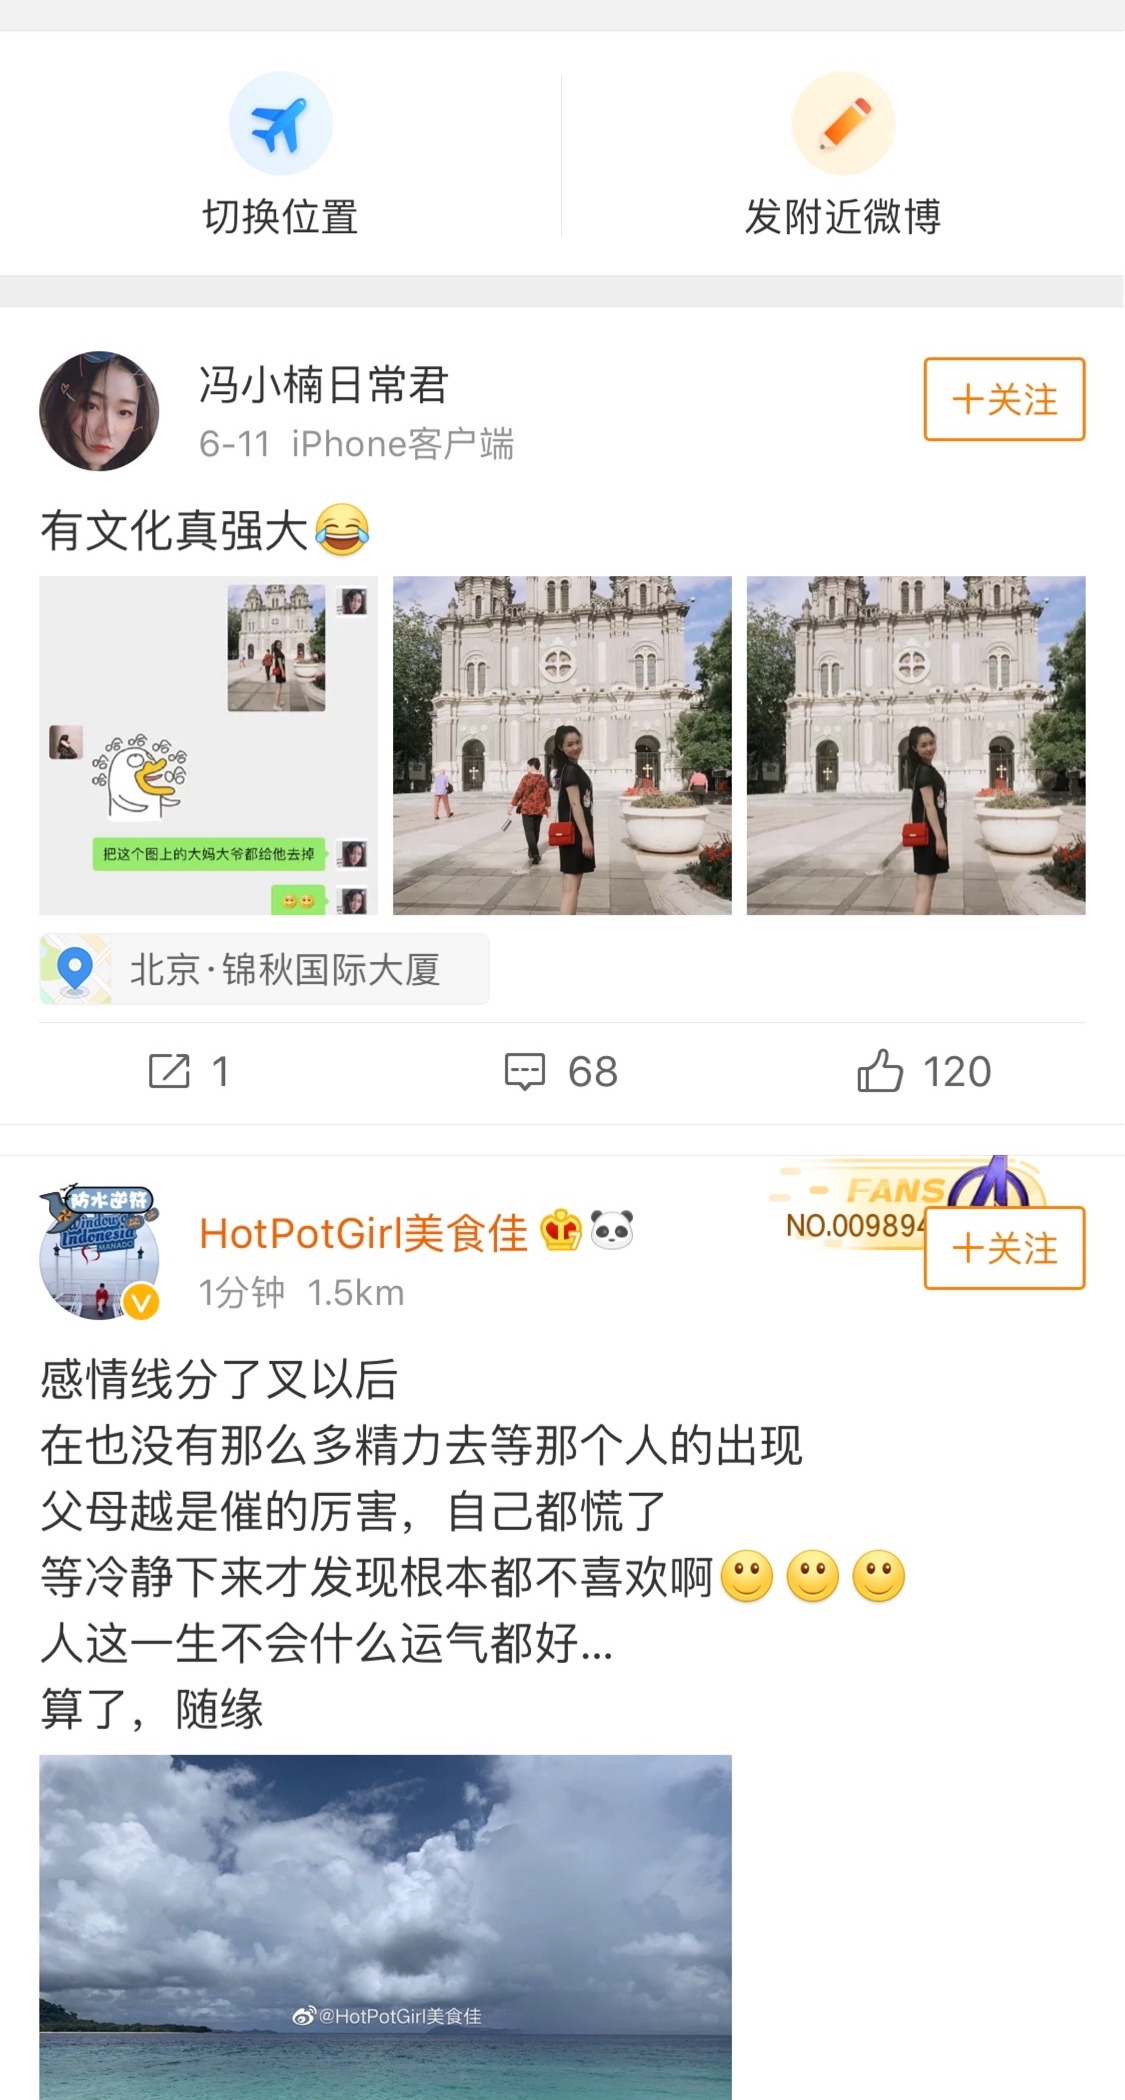 切换位置
发附近微博
冯小楠日常君
+关注
6-11 iPhone客户端
有文化真强大😂
把这个图上的大妈大爷都给他去掉
北京·锦秋国际大厦
1
68
120
防水逆符
Window of
Indonesia
MANADO
HotPotGirl美食佳
FANS
NO.009894
+关注
1分钟 1.5km
感情线分了叉以后
在也没有那么多精力去等那个人的出现
父母越是催的厉害，自己都慌了
等冷静下来才发现根本都不喜欢啊🙂🙂🙂
人这一生不会什么运气都好...
算了，随缘
@HotPotGirl美食佳